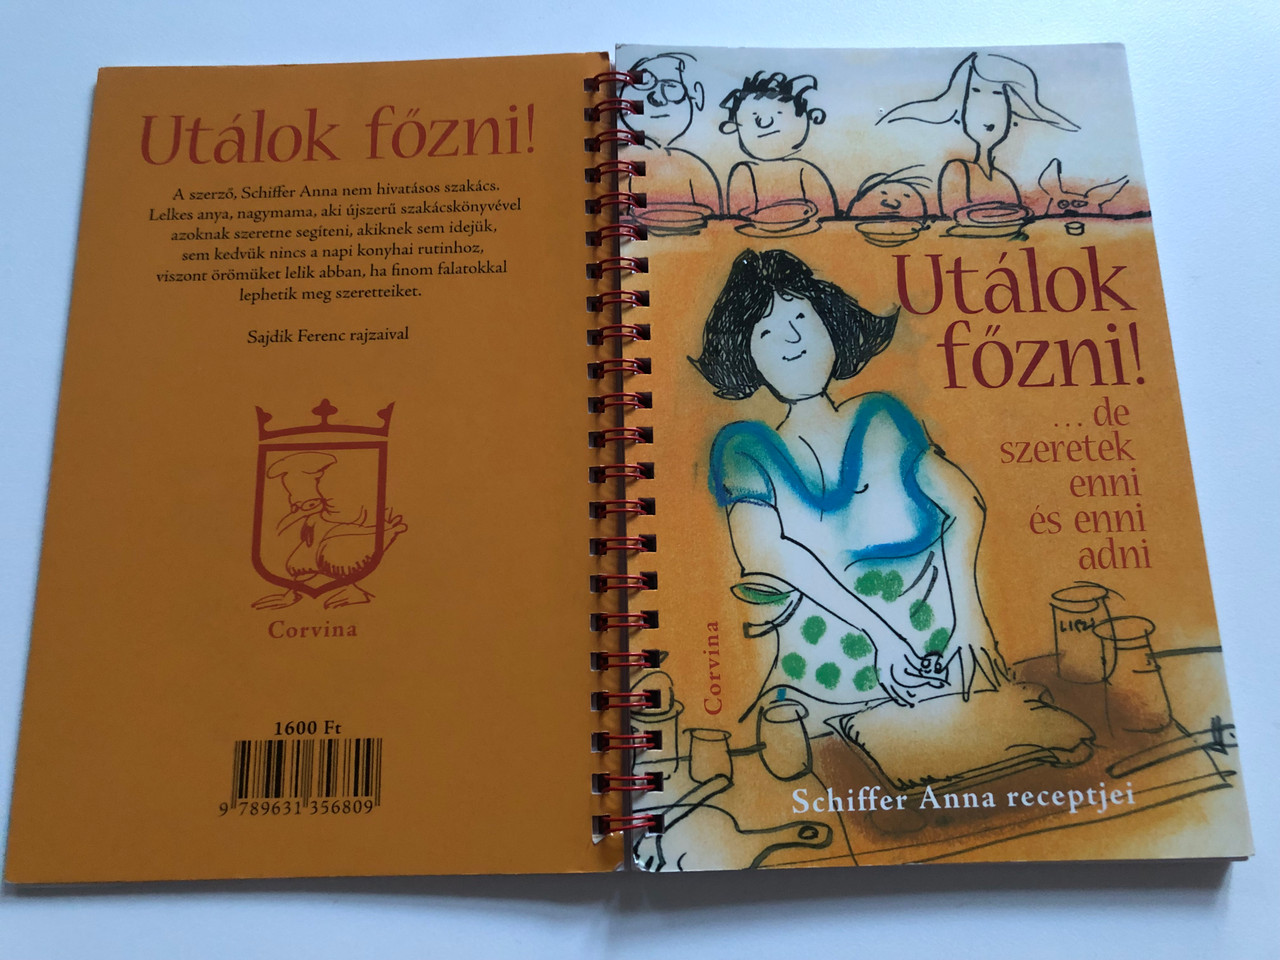 Utálok főzni!
A szerző, Schiffer Anna nem hivatásos szakács.
Lelkes anya, nagymama, aki újszerű szakácskönyvével
azoknak szeretne segíteni, akiknek sem idejük,
sem kedvük nincs a napi konyhai rutinhoz,
viszont örömüket lelik abban, ha finom falatokkal
lephetik meg szeretteiket.
Sajdik Ferenc rajzaival
Corvina
1600 Ft
9 789631 356809
Utálok
főzni!
... de
szeretek
enni
és enni
adni
Corvina
Schiffer Anna receptjei